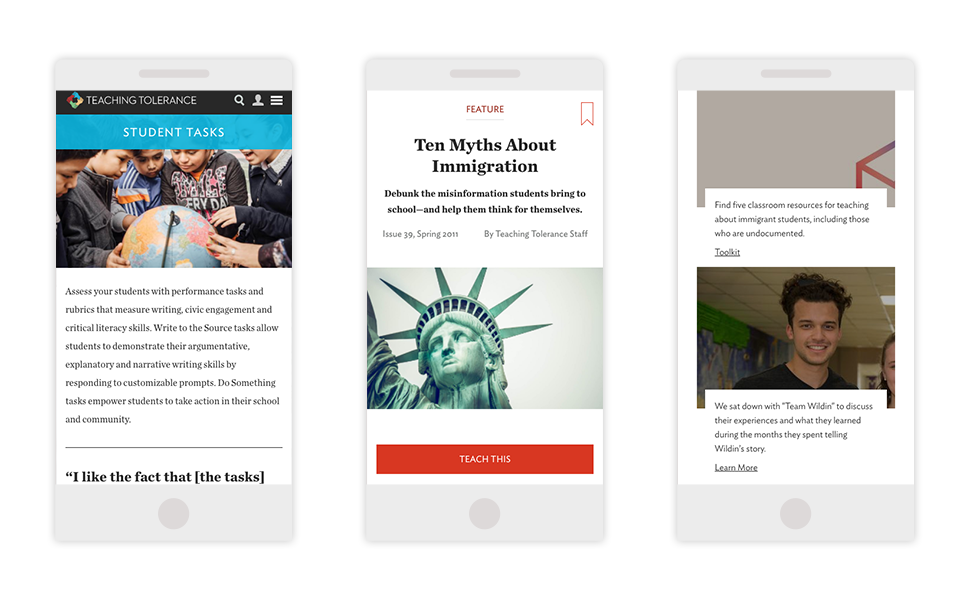 TEACHING TOLERANCE
STUDENT TASKS
EVERY
DAY
Assess your students with performance tasks and
rubrics that measure writing, civic engagement and
critical literacy skills. Write to the Source tasks allow
students to demonstrate their argumentative,
explanatory and narrative writing skills by
responding to customizable prompts. Do Something
tasks empower students to take action in their school
and community.
“I like the fact that [the tasks]
FEATURE
Ten Myths About
Immigration
Debunk the misinformation students bring to
school—and help them think for themselves.
Issue 39, Spring 2011 By Teaching Tolerance Staff
TEACH THIS
Find five classroom resources for teaching
about immigrant students, including those
who are undocumented.
Toolkit
We sat down with "Team Wildin" to discuss
their experiences and what they learned
during the months they spent telling
Wildin's story.
Learn More